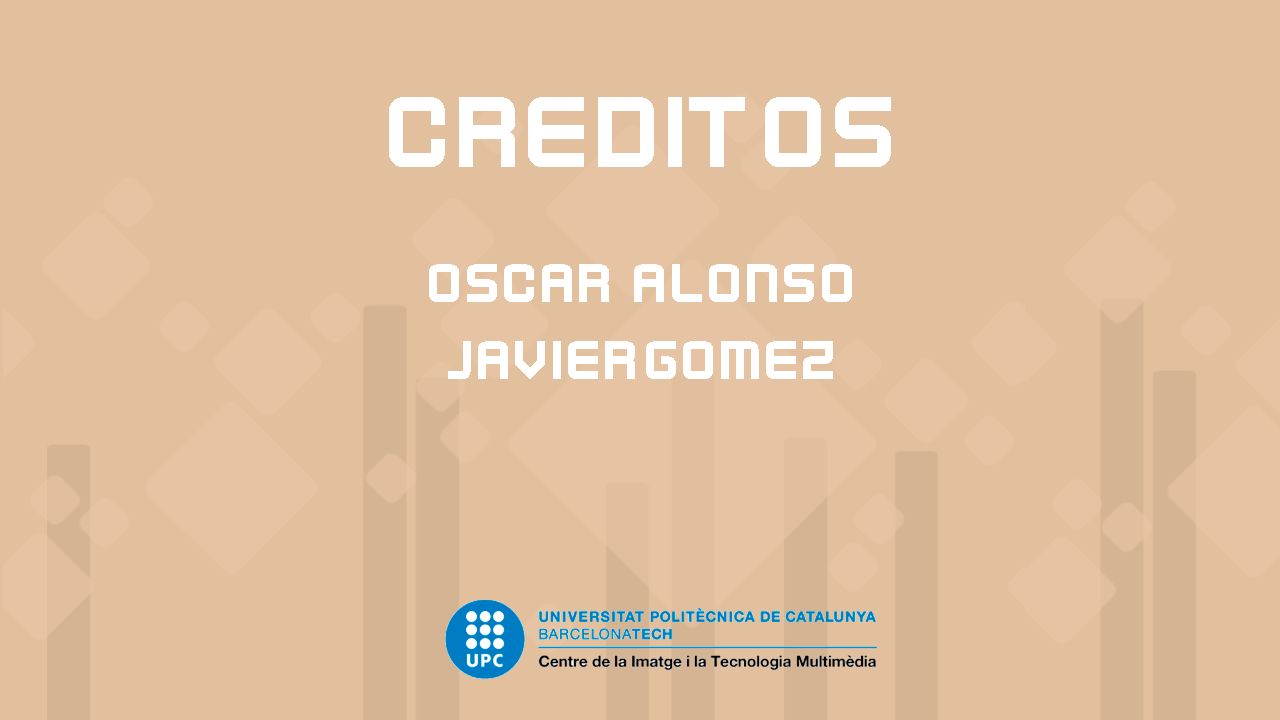 CREDITOS
OSCAR ALONSO
JAVIER GOMEZ
UNIVERSITAT POLITÈCNICA DE CATALUNYA
BARCELONATECH
UPC
Centre de la Imatge i la Tecnologia Multimèdia